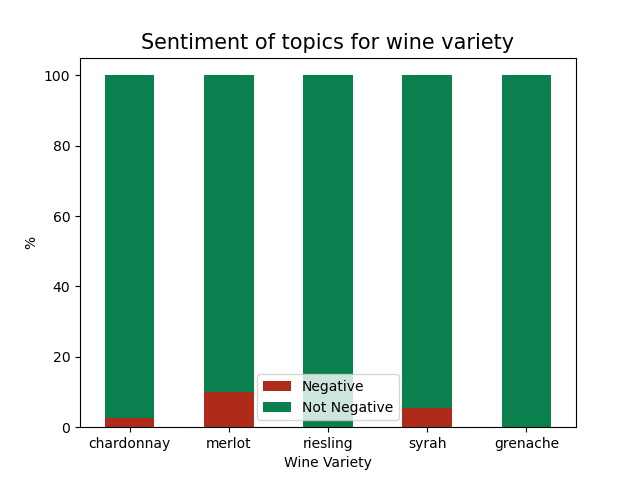 Sentiment of topics for wine variety
100
80
60
40
20
0
%
Negative
Not Negative
chardonnay merlot riesling syrah grenache
Wine Variety